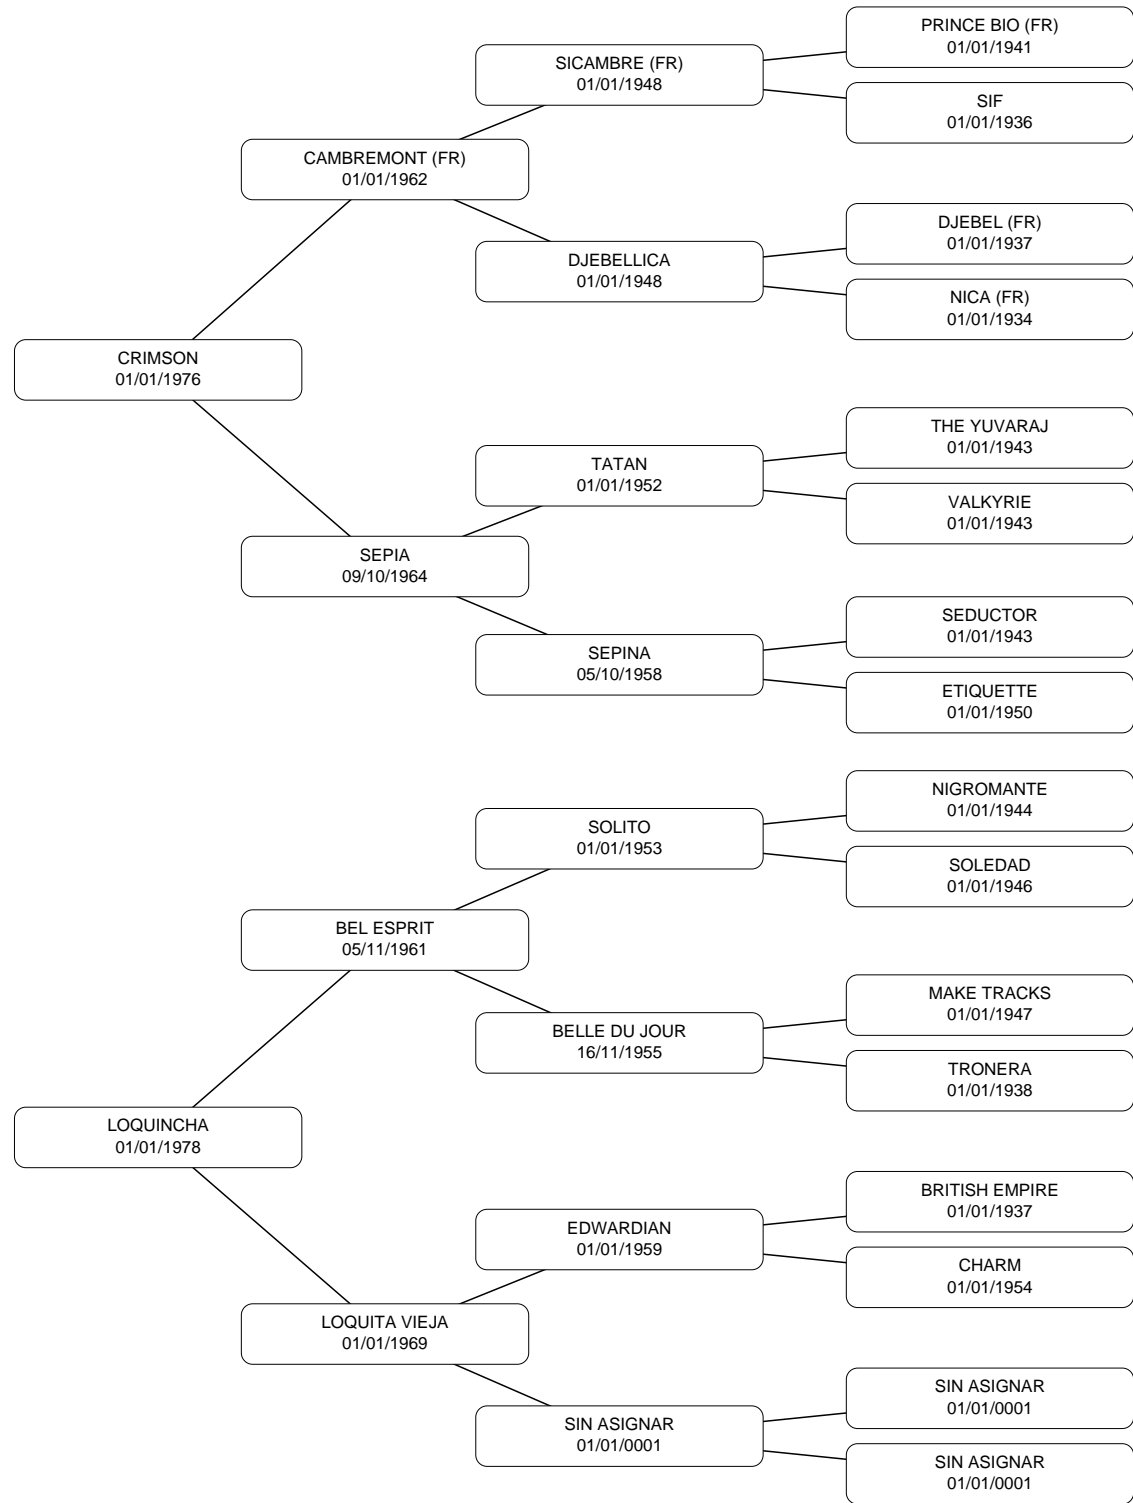 PRINCE BIO (FR)
01/01/1941
SICAMBRE (FR)
01/01/1948
SIF
01/01/1936
CAMBREMONT (FR)
01/01/1962
DJEBEL (FR)
01/01/1937
DJEBELLICA
01/01/1948
NICA (FR)
01/01/1934
CRIMSON
01/01/1976
THE YUVARAJ
01/01/1943
TATAN
01/01/1952
VALKYRIE
01/01/1943
SEPIA
09/10/1964
SEDUCTOR
01/01/1943
SEPINA
05/10/1958
ETIQUETTE
01/01/1950
NIGROMANTE
01/01/1944
SOLITO
01/01/1953
SOLEDAD
01/01/1946
BEL ESPRIT
05/11/1961
MAKE TRACKS
01/01/1947
BELLE DU JOUR
16/11/1955
TRONERA
01/01/1938
LOQUINCHA
01/01/1978
BRITISH EMPIRE
01/01/1937
EDWARDIAN
01/01/1959
CHARM
01/01/1954
LOQUITA VIEJA
01/01/1969
SIN ASIGNAR
01/01/0001
SIN ASIGNAR
01/01/0001
SIN ASIGNAR
01/01/0001